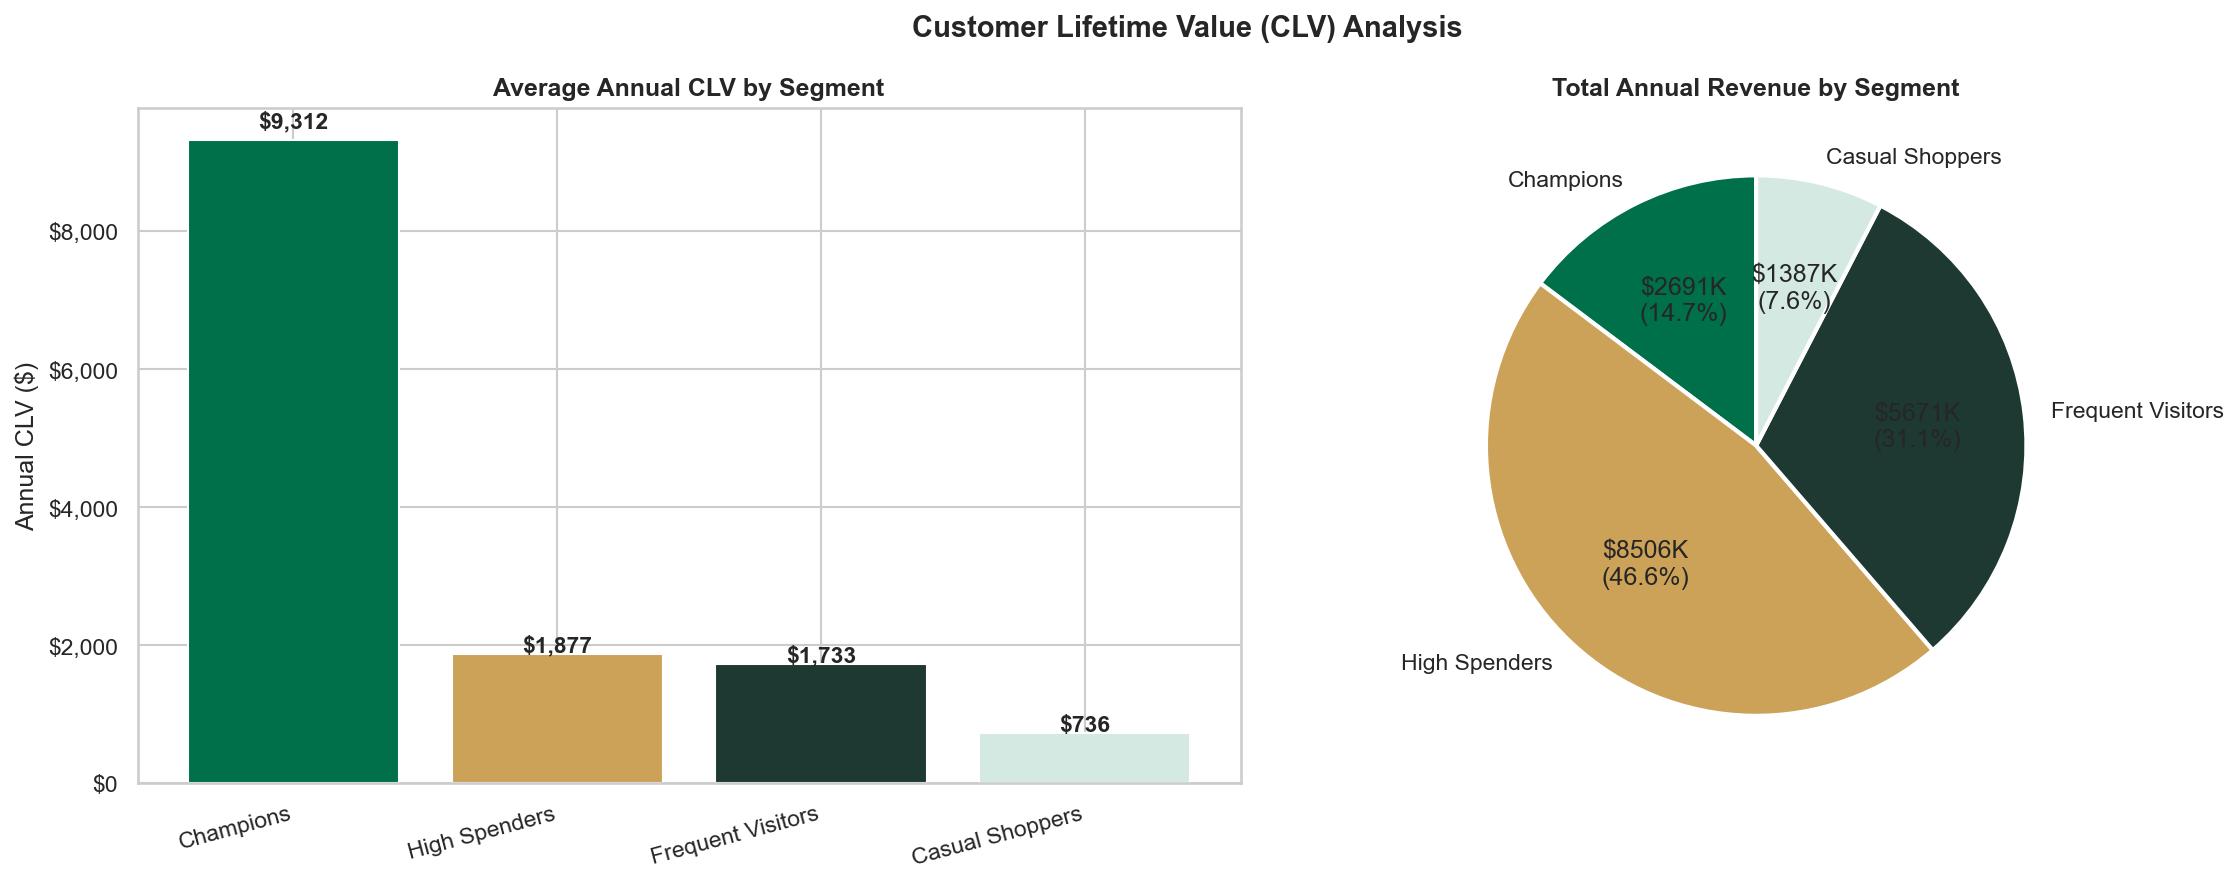 Customer Lifetime Value (CLV) Analysis
Average Annual CLV by Segment
Annual CLV ($)
$8,000
$6,000
$4,000
$2,000
$0
$9,312
$1,877
$1,733
$736
Champions
High Spenders
Frequent Visitors
Casual Shoppers
Total Annual Revenue by Segment
Champions
$2691K
(14.7%)
Casual Shoppers
$1387K
(7.6%)
Frequent Visitors
$5671K
(31.1%)
High Spenders
$8506K
(46.6%)